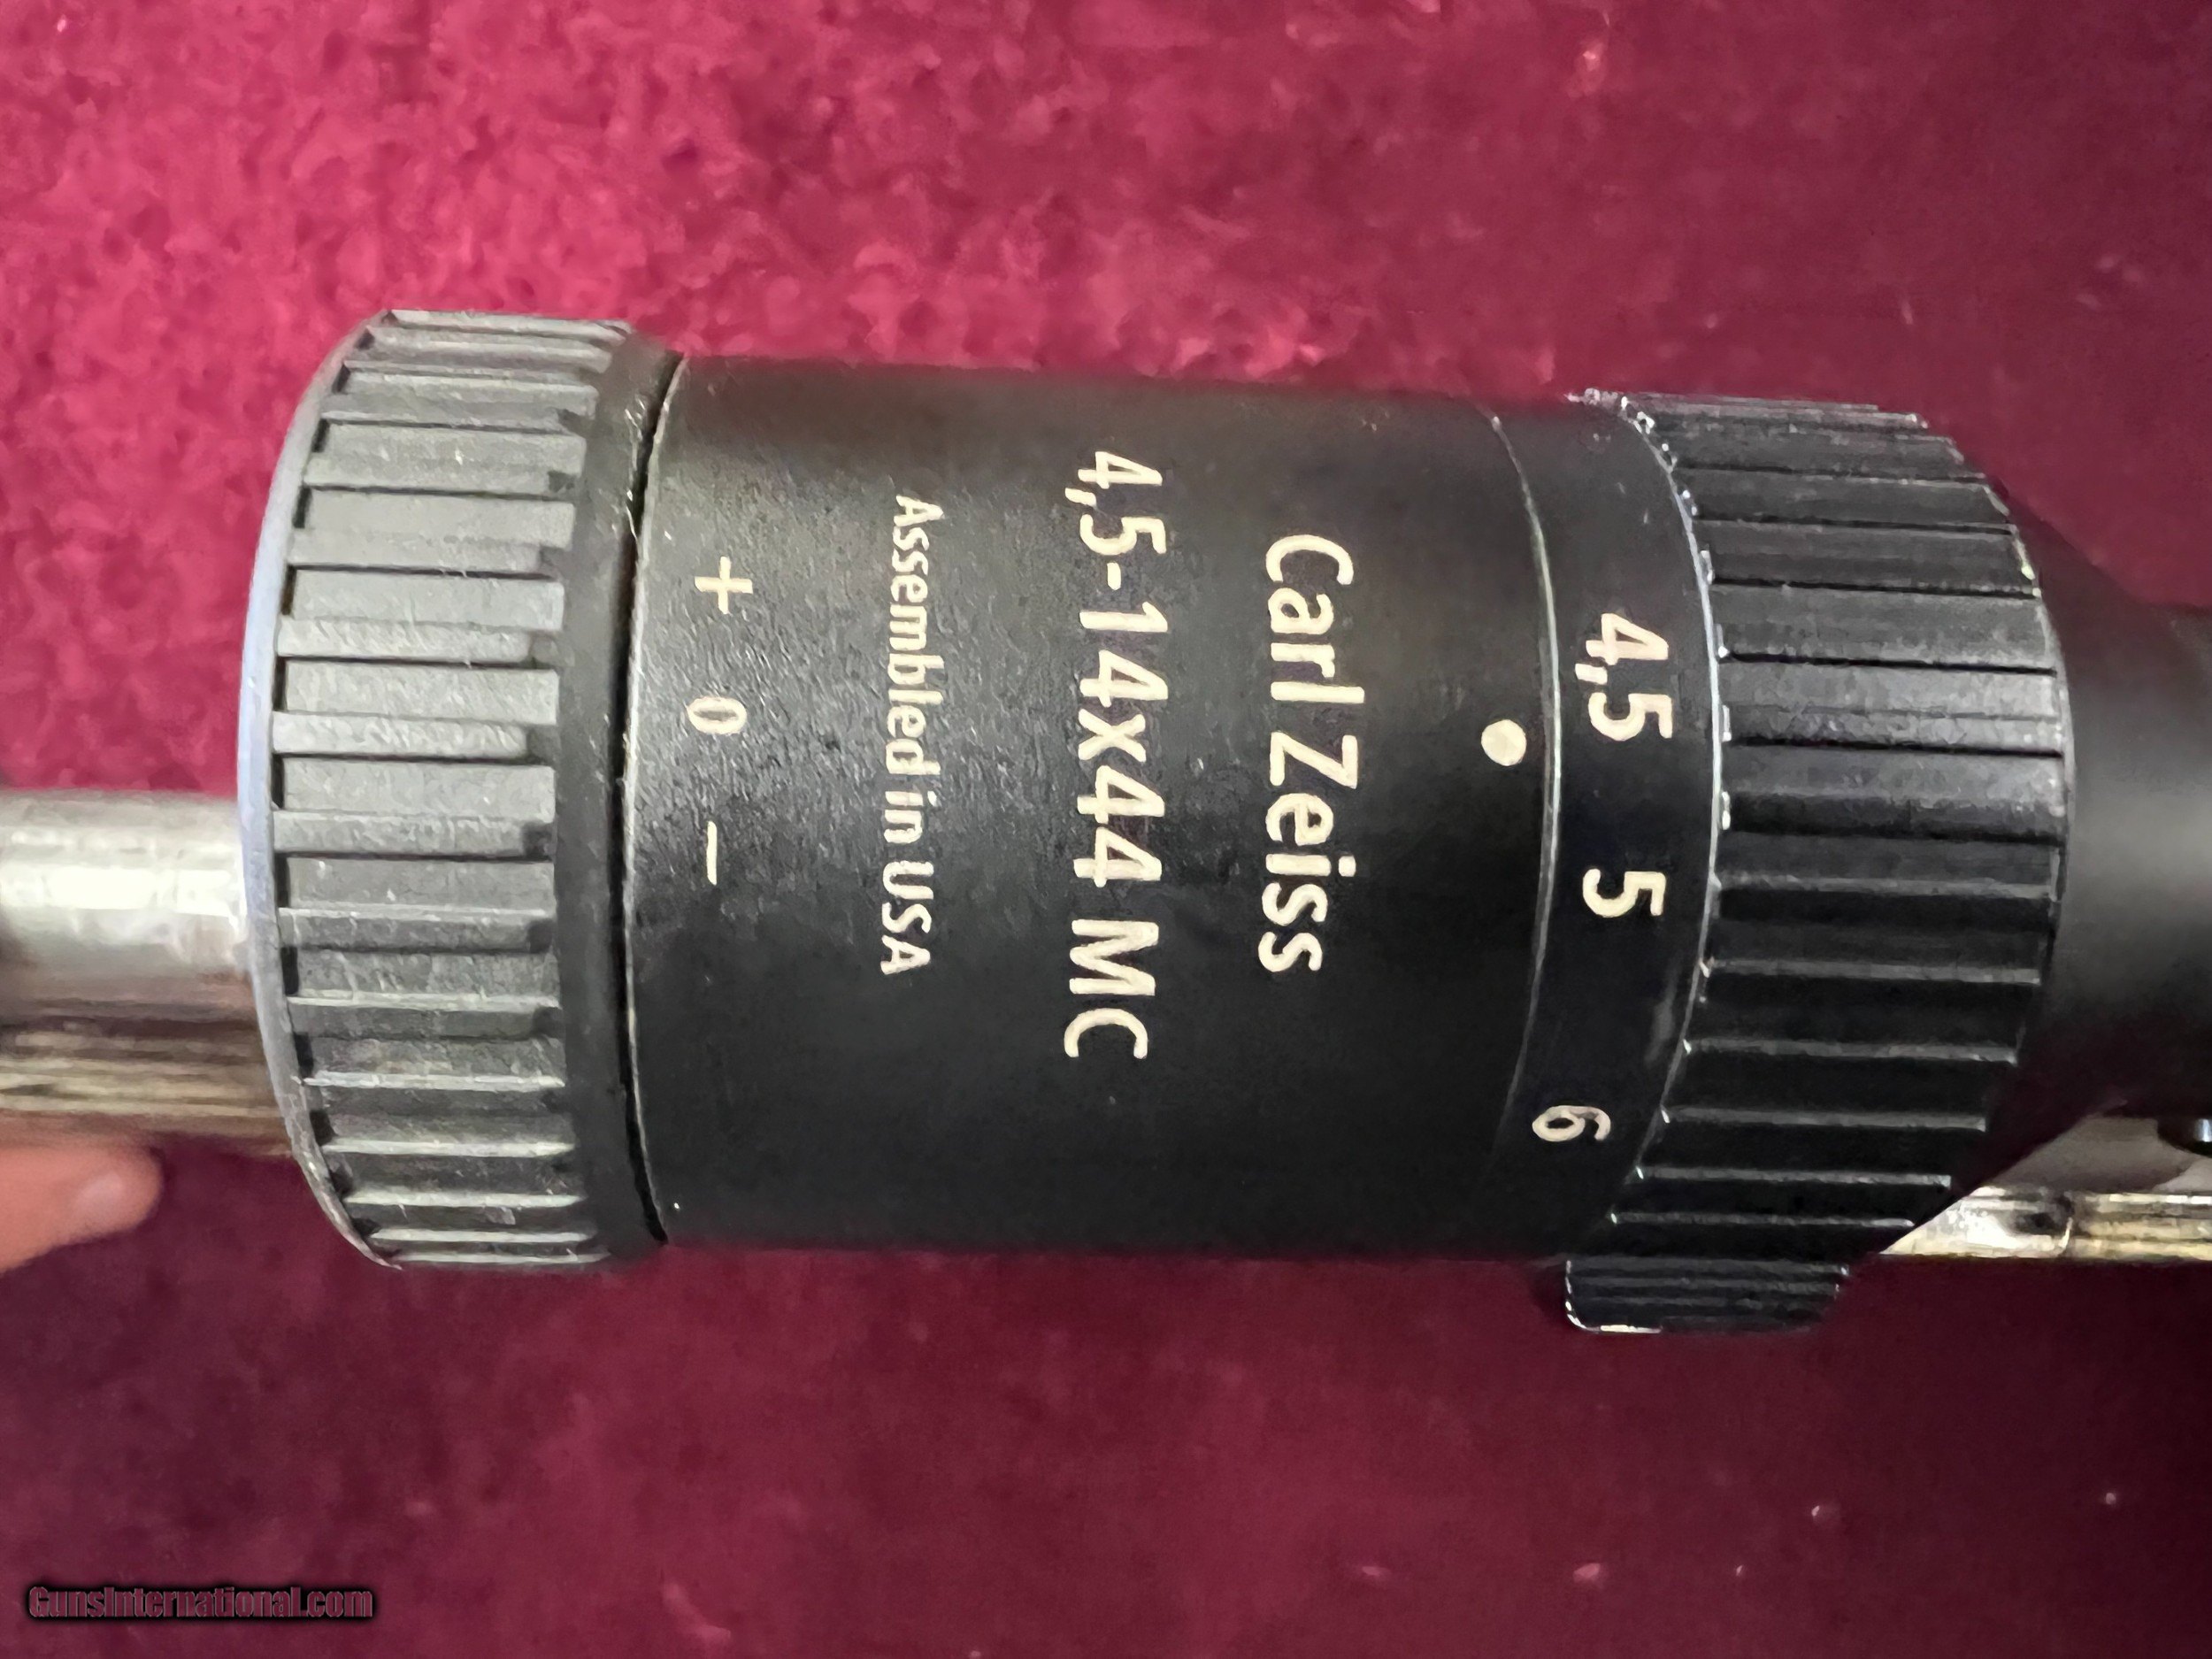 4,5 5 6
Carl Zeiss
4,5-14x44 MC
Assembled in USA
+ 0 -
GunsInternational.com